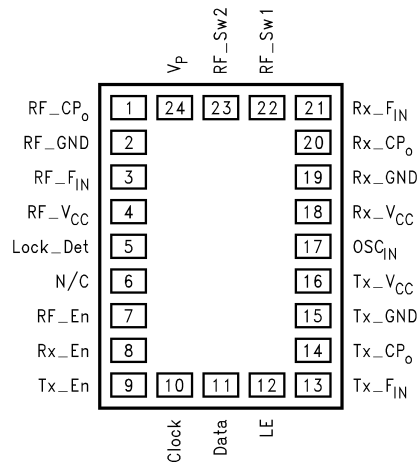 V_P
RF_Sw2
RF_Sw1
RF_CP_o 1 24 23 22 21 Rx_F_IN
RF_GND 2 20 Rx_CP_o
RF_F_IN 3 19 Rx_GND
RF_V_CC 4 18 Rx_V_CC
Lock_Det 5 17 OSC_IN
N/C 6 16 Tx_V_CC
RF_En 7 15 Tx_GND
Rx_En 8 14 Tx_CP_o
Tx_En 9 10 11 12 13 Tx_F_IN
Clock
Data
LE